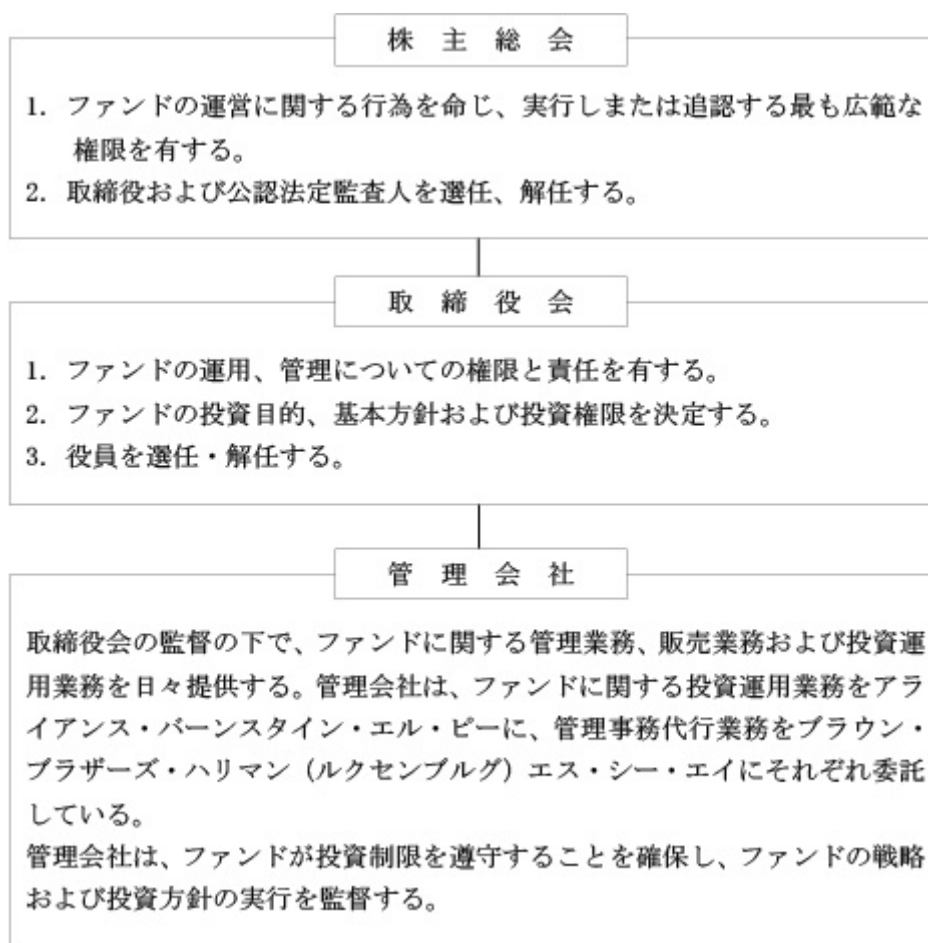 株主総会
1．ファンドの運営に関する行為を命じ、実行しまたは追認する最も広範な
権限を有する。
2．取締役および公認法定監査人を選任、解任する。
取締役会
1．ファンドの運用、管理についての権限と責任を有する。
2．ファンドの投資目的、基本方針および投資権限を決定する。
3．役員を選任・解任する。
管理会社
取締役会の監督の下で、ファンドに関する管理業務、販売業務および投資運
用業務を日々提供する。管理会社は、ファンドに関する投資運用業務をアラ
イアンス・バーンスタイン・エル・ピーに、管理事務代行業務をブラウン・
ブラザーズ・ハリマン（ルクセンブルグ）エス・シー・エイにそれぞれ委託
している。
管理会社は、ファンドが投資制限を遵守することを確保し、ファンドの戦略
および投資方針の実行を監督する。